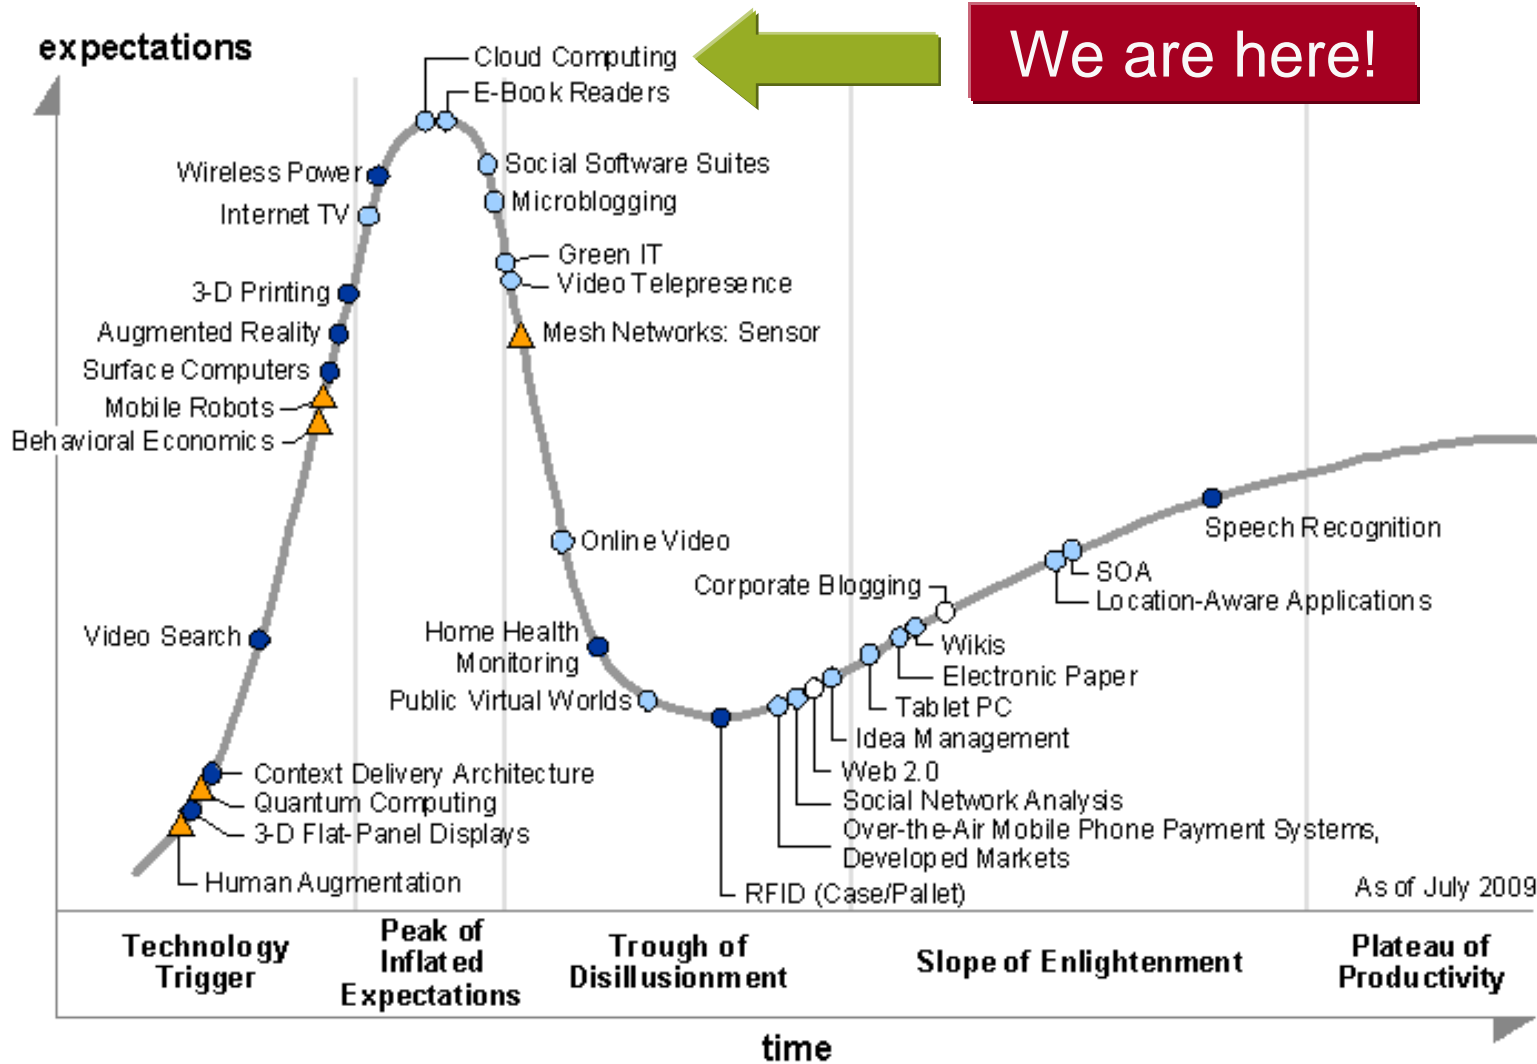 We are here!
expectations
Cloud Computing
E-Book Readers
Social Software Suites
Wireless Power
Microblogging
Internet TV
Green IT
Video Telepresence
3-D Printing
Augmented Reality
Mesh Networks: Sensor
Surface Computers
Mobile Robots
Behavioral Economics
Speech Recognition
Online Video
SOA
Corporate Blogging
Location-Aware Applications
Video Search
Home Health
Monitoring
Wikis
Electronic Paper
Public Virtual Worlds
Tablet PC
Idea Management
Web 2.0
Context Delivery Architecture
Quantum Computing
Social Network Analysis
3-D Flat-Panel Displays
Over-the-Air Mobile Phone Payment Systems,
Developed Markets
Human Augmentation
RFID (Case/Pallet)
As of July 2009
Technology
Trigger
Peak of
Inflated
Expectations
Trough of
Disillusionment
Slope of Enlightenment
Plateau of
Productivity
time